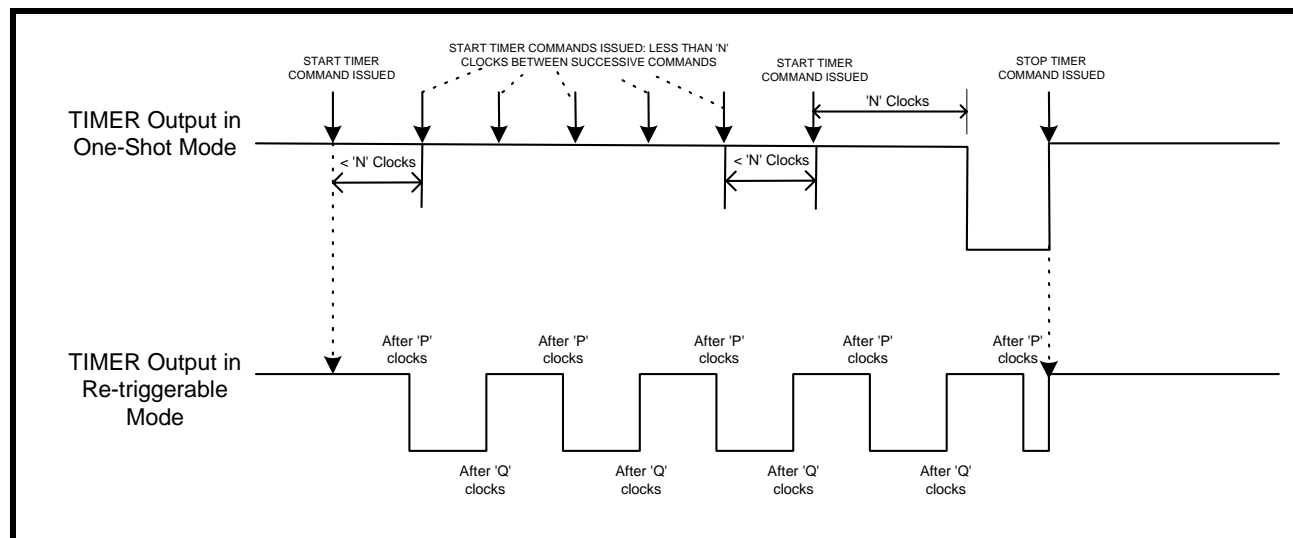 START TIMER
COMMAND ISSUED
START TIMER COMMANDS ISSUED: LESS THAN 'N'
CLOCKS BETWEEN SUCCESSIVE COMMANDS
START TIMER
COMMAND ISSUED
STOP TIMER
COMMAND ISSUED
'N' Clocks
TIMER Output in
One-Shot Mode
< 'N' Clocks
< 'N' Clocks
After 'P'
clocks
After 'P'
clocks
After 'P'
clocks
After 'P'
clocks
After 'P'
clocks
TIMER Output in
Re-triggerable
Mode
After 'Q'
clocks
After 'Q'
clocks
After 'Q'
clocks
After 'Q'
clocks